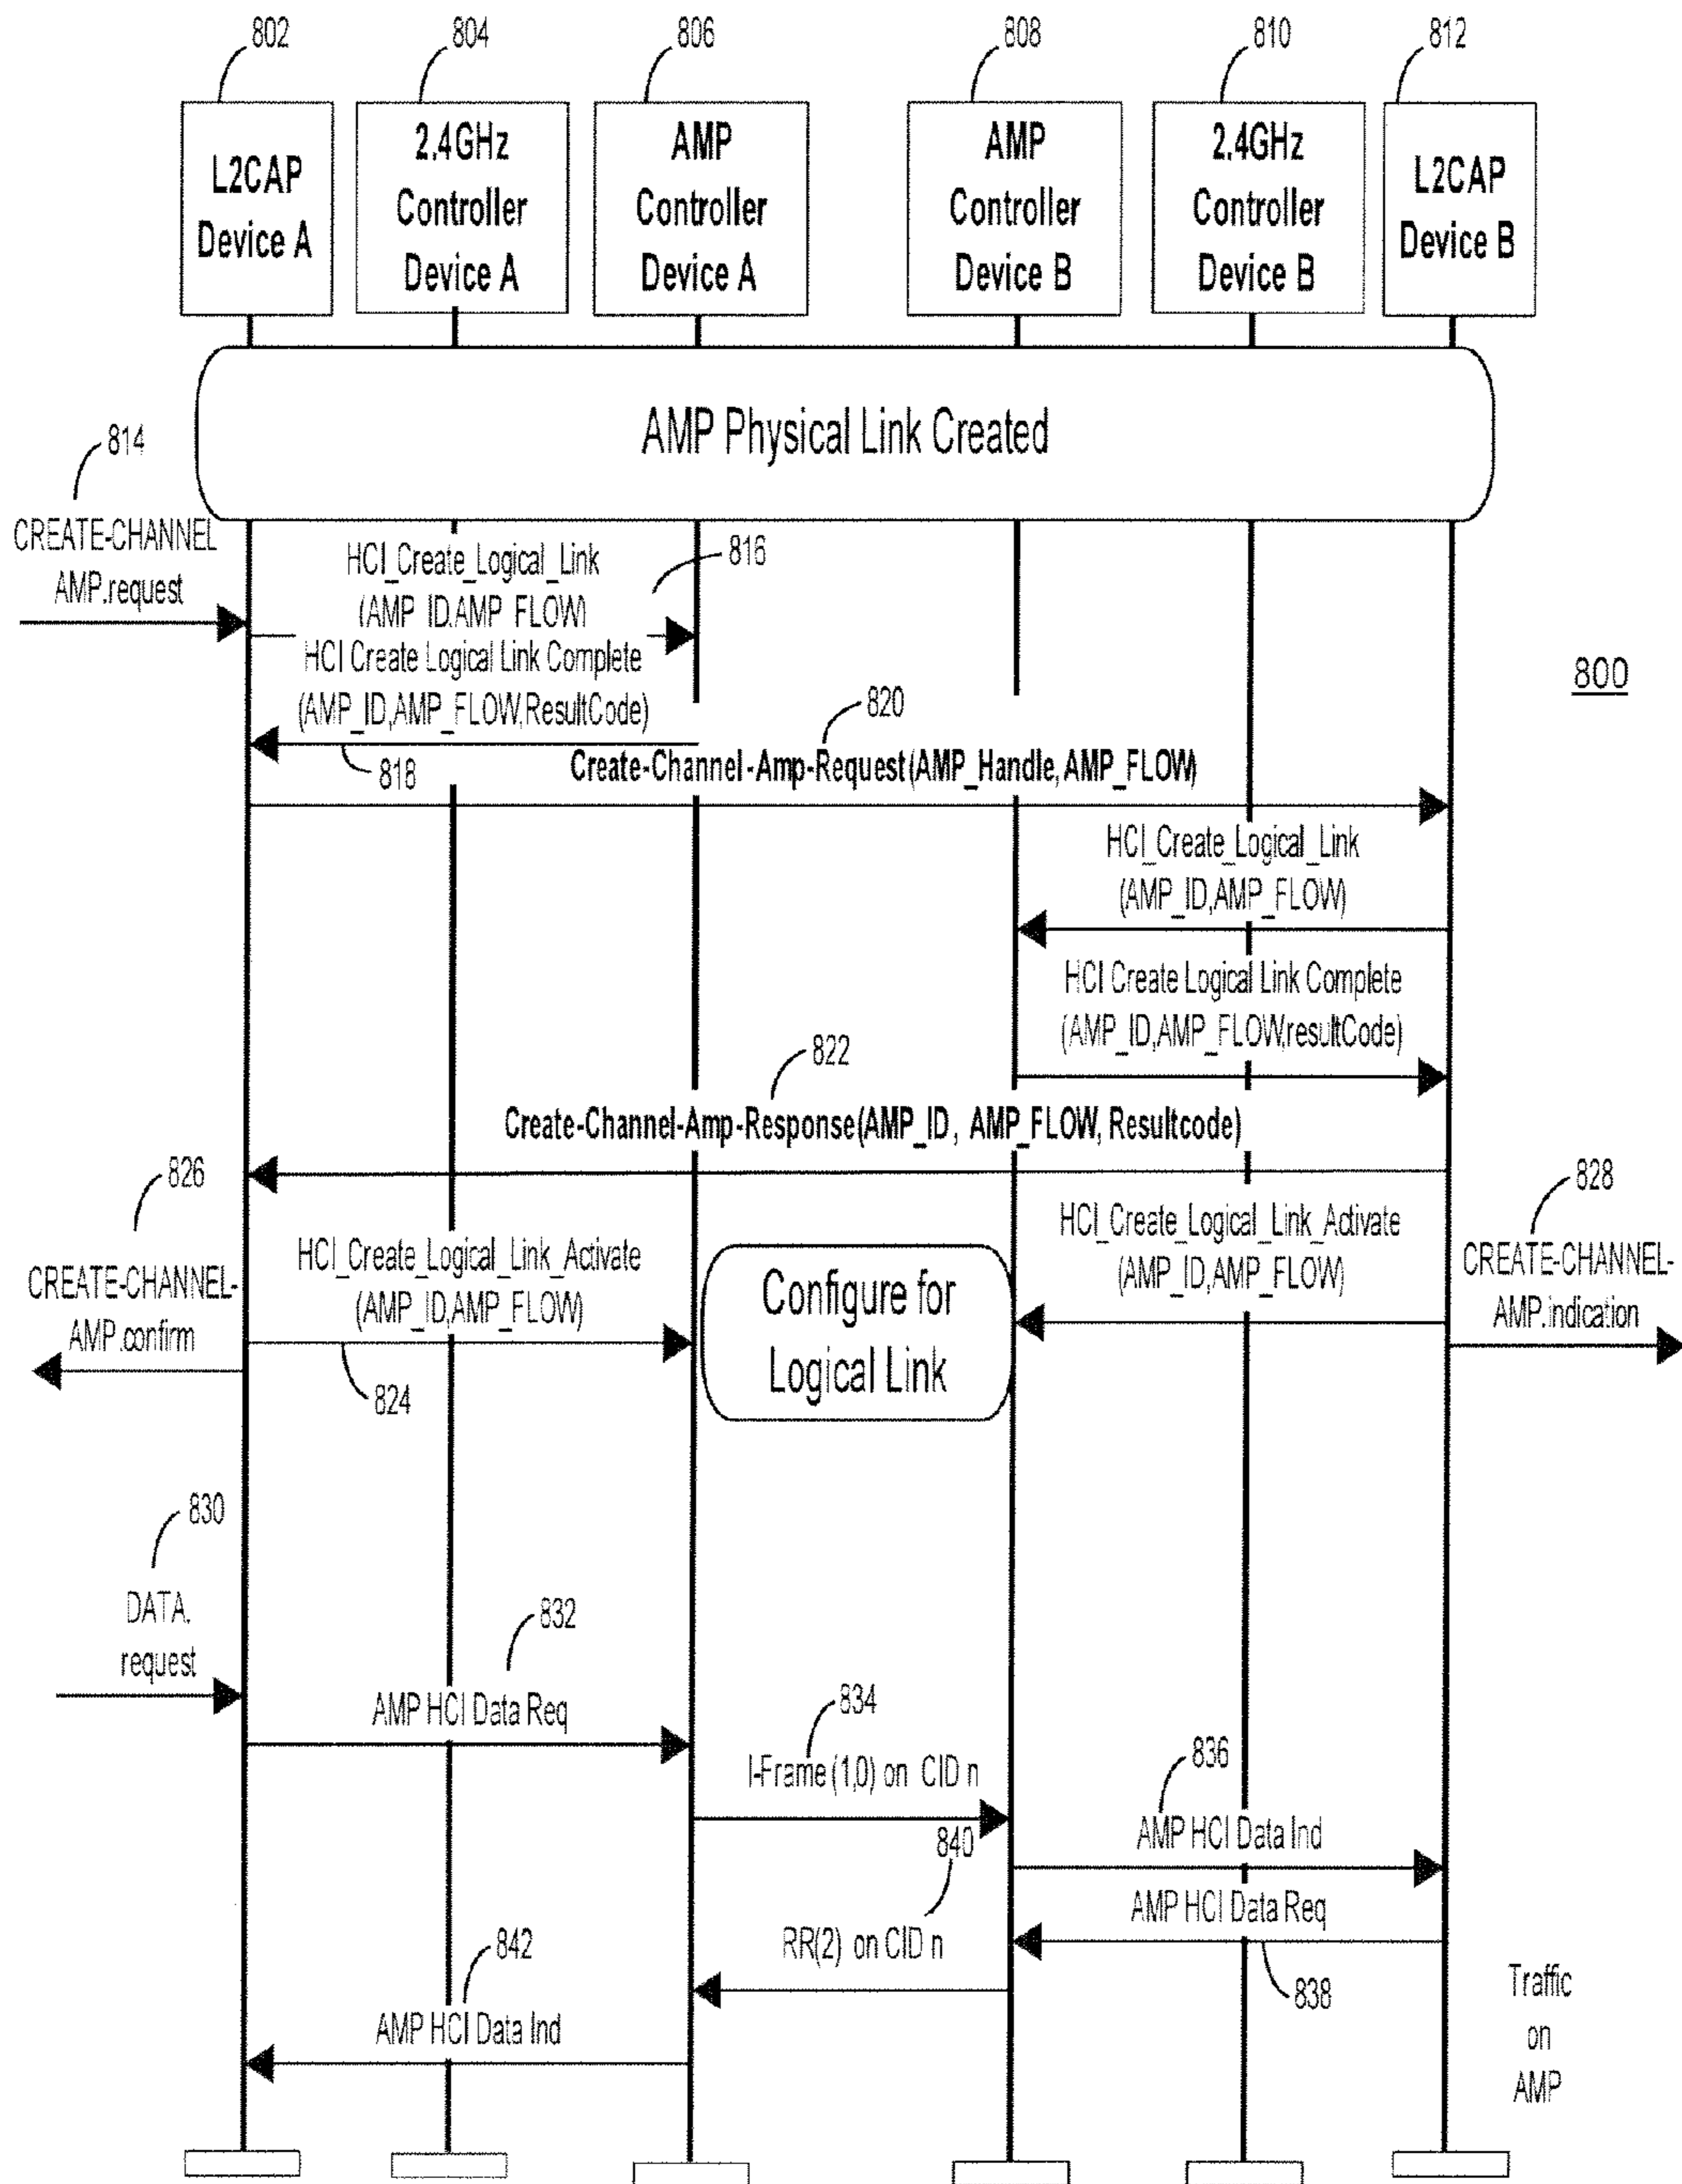 802
804
806
808
810
812
L2CAP
Device A
2.4GHz
Controller
Device A
AMP
Controller
Device A
AMP
Controller
Device B
2.4GHz
Controller
Device B
L2CAP
Device B
AMP Physical Link Created
814
CREATE-CHANNEL
AMP.request
HCI_Create_Logical_Link
(AMP_ID,AMP_FLOW)
816
HCI Create Logical Link Complete
(AMP_ID,AMP_FLOW,ResultCode)
818
800
820
Create-Channel-Amp-Request(AMP_Handle, AMP_FLOW)
HCI_Create_Logical_Link
(AMP_ID,AMP_FLOW)
HCI Create Logical Link Complete
(AMP_ID,AMP_FLOW,resultCode)
822
Create-Channel-Amp-Response(AMP_ID, AMP_FLOW, Resultcode)
826
CREATE-CHANNEL-
AMP.confirm
HCI_Create_Logical_Link_Activate
(AMP_ID,AMP_FLOW)
824
Configure for
Logical Link
HCI_Create_Logical_Link_Activate
(AMP_ID,AMP_FLOW)
828
CREATE-CHANNEL-
AMP.indication
830
DATA.
request
832
AMP HCI Data Req
834
I-Frame (1,0) on CID n
836
AMP HCI Data Ind
840
AMP HCI Data Req
RR(2) on CID n
838
842
AMP HCI Data Ind
Traffic
on
AMP